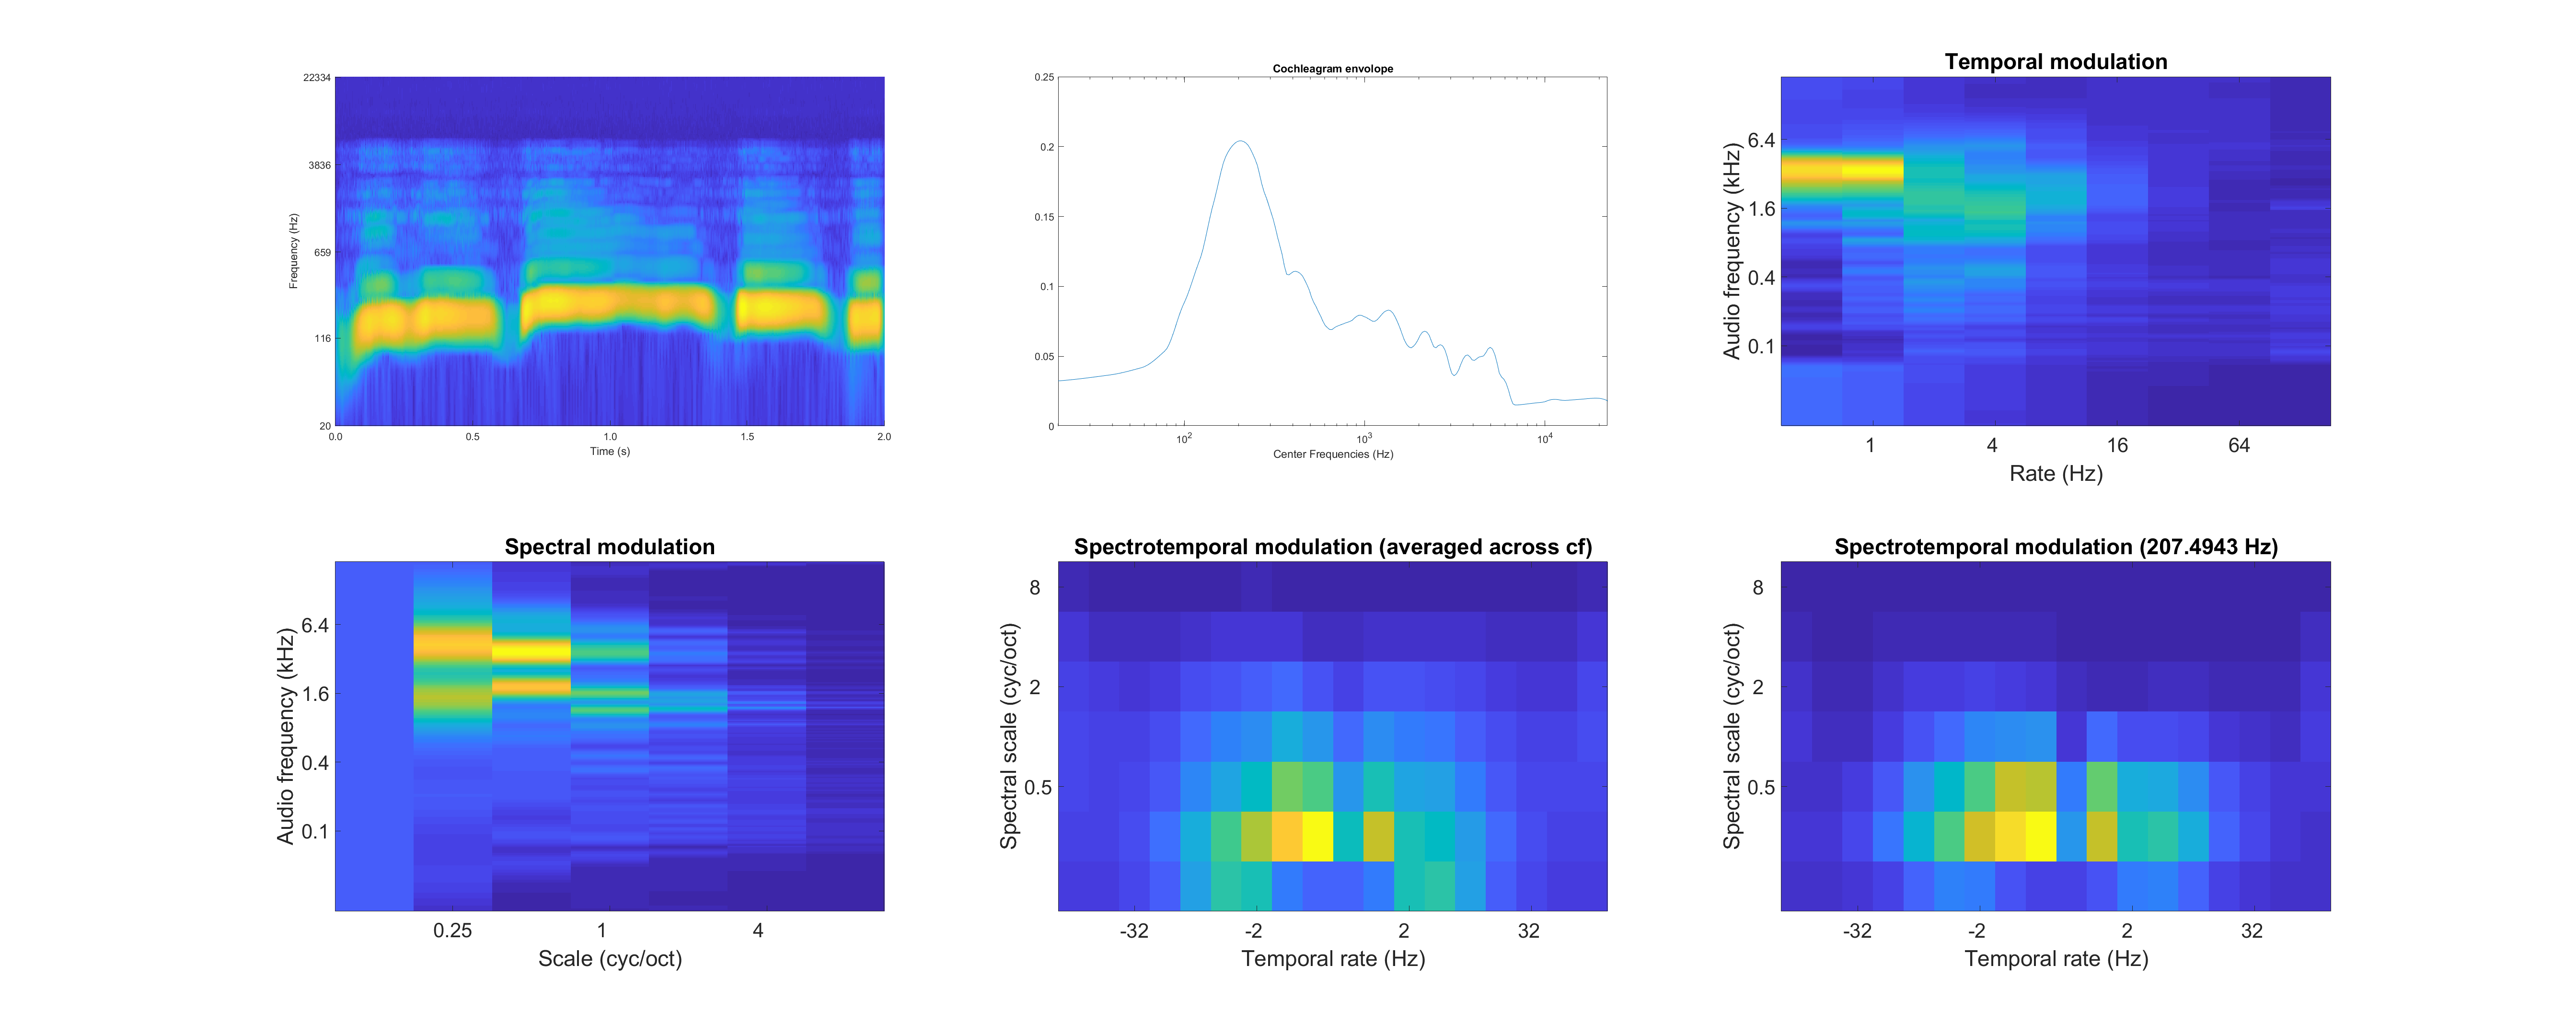 22334
3836
659
116
20
Frequency (Hz)
0.0 0.5 1.0 1.5 2.0
Time (s)
Cochleagram envolope
0.25
0.2
0.15
0.1
0.05
0
10² 10³ 10⁴
Center Frequencies (Hz)
Temporal modulation
6.4
1.6
0.4
0.1
Audio frequency (kHz)
1 4 16 64
Rate (Hz)
Spectral modulation
6.4
1.6
0.4
0.1
Audio frequency (kHz)
0.25 1 4
Scale (cyc/oct)
Spectrotemporal modulation (averaged across cf)
8
2
0.5
Spectral scale (cyc/oct)
-32 -2 2 32
Temporal rate (Hz)
Spectrotemporal modulation (207.4943 Hz)
8
2
0.5
Spectral scale (cyc/oct)
-32 -2 2 32
Temporal rate (Hz)